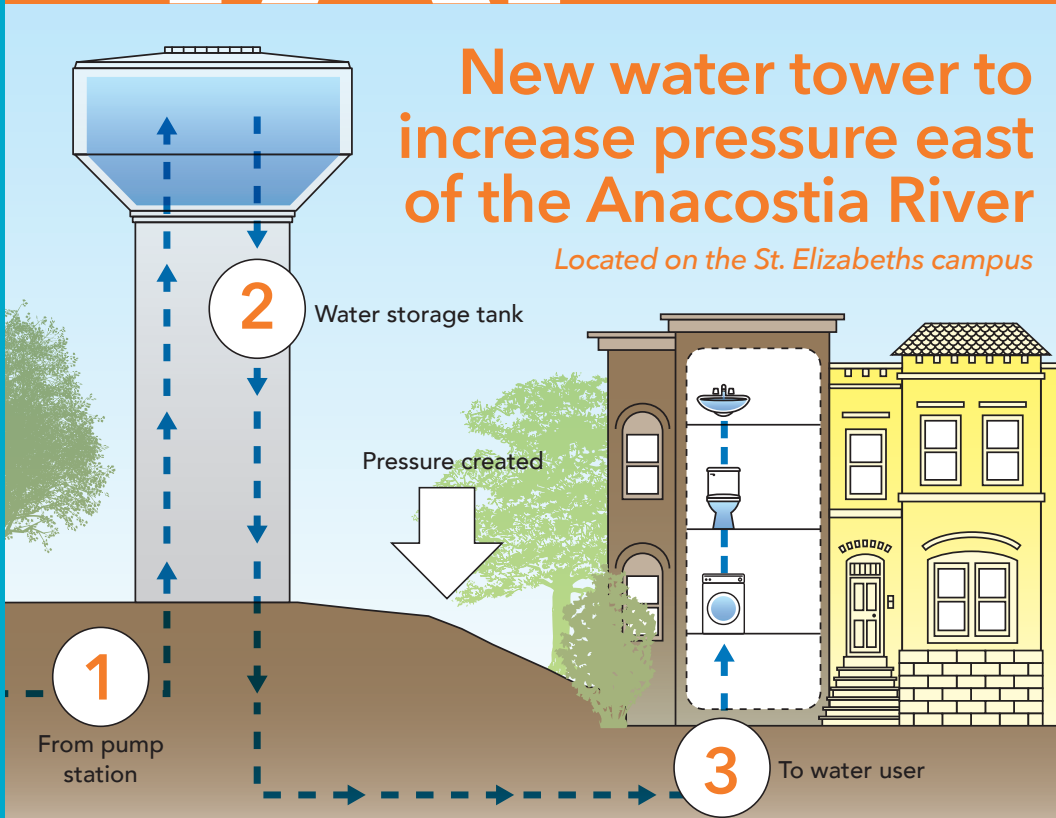 New water tower to
increase pressure east
of the Anacostia River
Located on the St. Elizabeths campus
2
Water storage tank
Pressure created
1
From pump
station
3
To water user